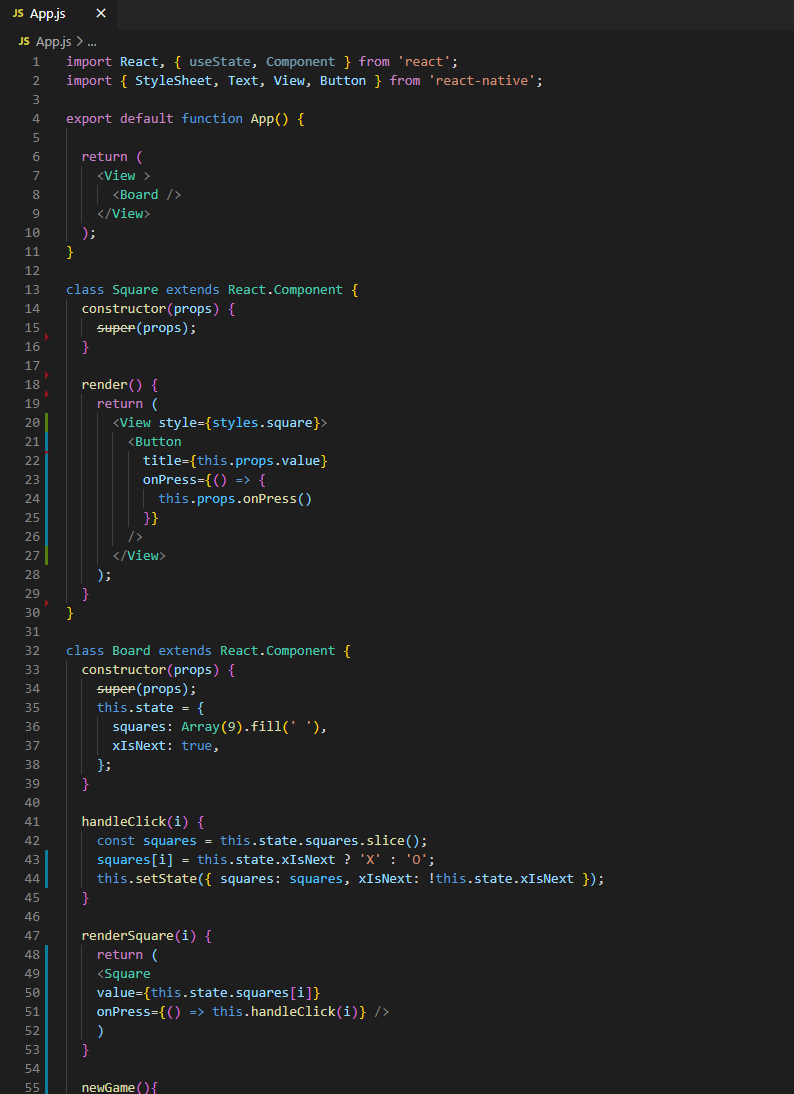 JS App.js ×
JS App.js > ...
1 import React, { useState, Component } from 'react';
2 import { StyleSheet, Text, View, Button } from 'react-native';
3
4 export default function App() {
5
6   return (
7     <View >
8       <Board />
9     </View>
10   );
11 }
12
13 class Square extends React.Component {
14   constructor(props) {
15     super(props);
16   }
17
18   render() {
19     return (
20       <View style={styles.square}>
21         <Button
22           title={this.props.value}
23           onPress={() => {
24             this.props.onPress()
25           }}
26         />
27       </View>
28     );
29   }
30 }
31
32 class Board extends React.Component {
33   constructor(props) {
34     super(props);
35     this.state = {
36       squares: Array(9).fill(' '),
37       xIsNext: true,
38     };
39   }
40
41   handleClick(i) {
42     const squares = this.state.squares.slice();
43     squares[i] = this.state.xIsNext ? 'X' : 'O';
44     this.setState({ squares: squares, xIsNext: !this.state.xIsNext });
45   }
46
47   renderSquare(i) {
48     return (
49     <Square
50     value={this.state.squares[i]}
51     onPress={() => this.handleClick(i)} />
52     )
53   }
54
55   newGame(){